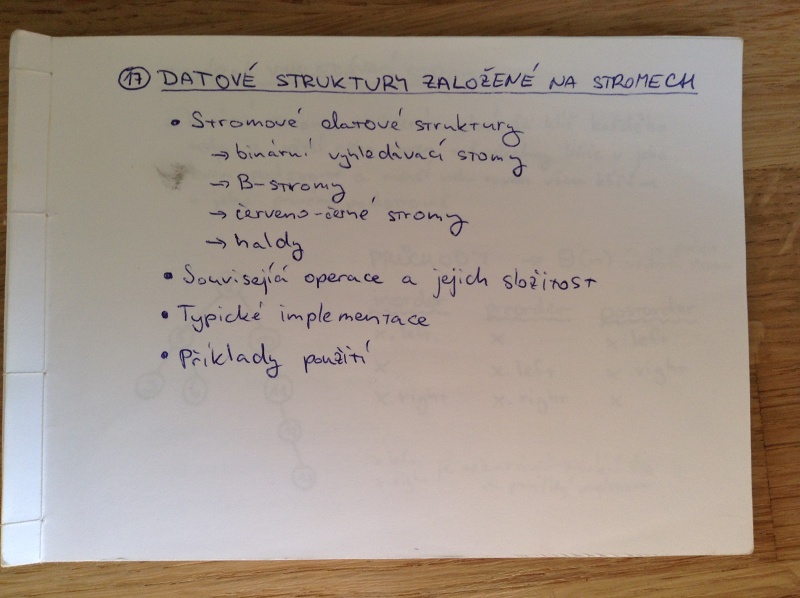 17 DATOVÉ STRUKTURY ZALOŽENÉ NA STROMECH
• Stromové datové struktury
→ binární vyhledávací stomy
→ B-stromy
→ červeno-černé stromy
→ haldy
• Související operace a jejich složitost
• Typické implementace
• Příklady použití